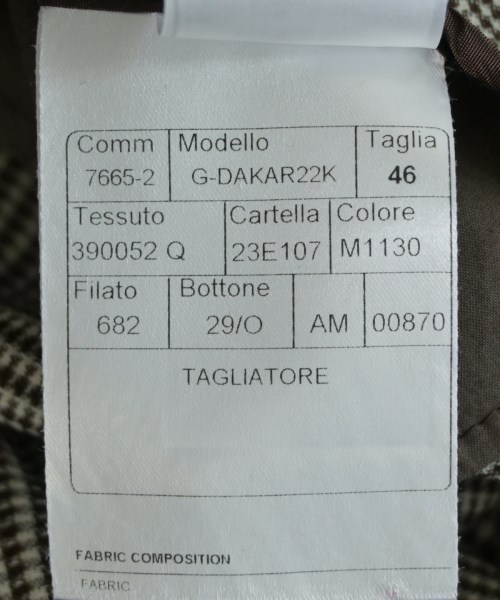 Comm Modello Taglia
7665-2 G-DAKAR22K 46
Tessuto Cartella Colore
390052 Q 23E107 M1130
Filato Bottone
682 29/O AM 00870
TAGLIATORE
FABRIC COMPOSITION
FABRIC